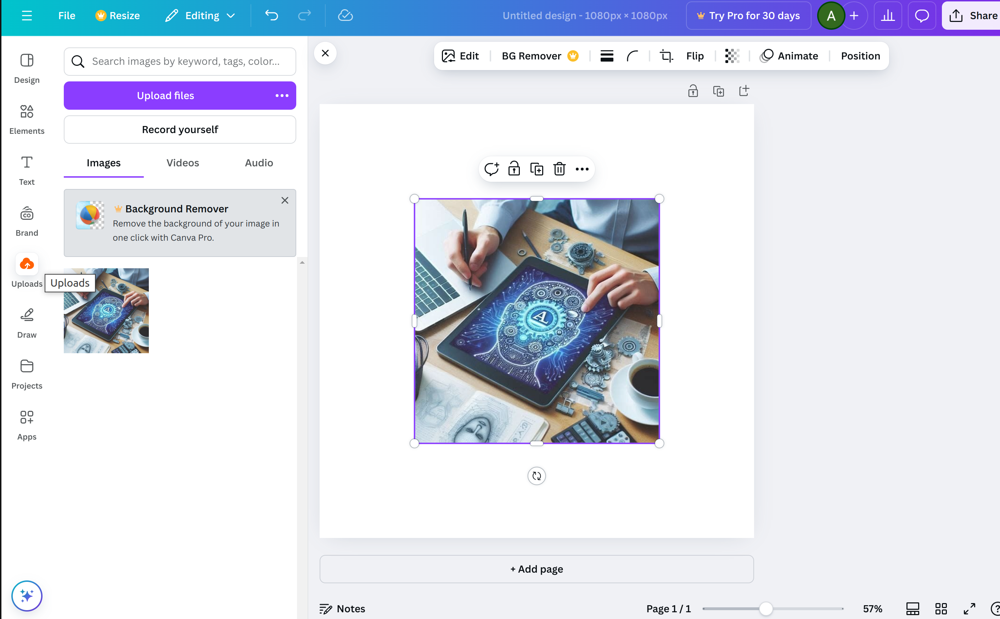 File
Resize
Editing
Untitled design - 1080px × 1080px
Try Pro for 30 days
A
Share
Design
Elements
Text
CO
Brand
Uploads
Uploads
Draw
Projects
Apps
Search images by keyword, tags, color...
Upload files
Record yourself
Images
Videos
Audio
Background Remover
Remove the background of your image in
one click with Canva Pro.
Edit
BG Remover
Flip
Animate
Position
+ Add page
Notes
Page 1 / 1
57%
?